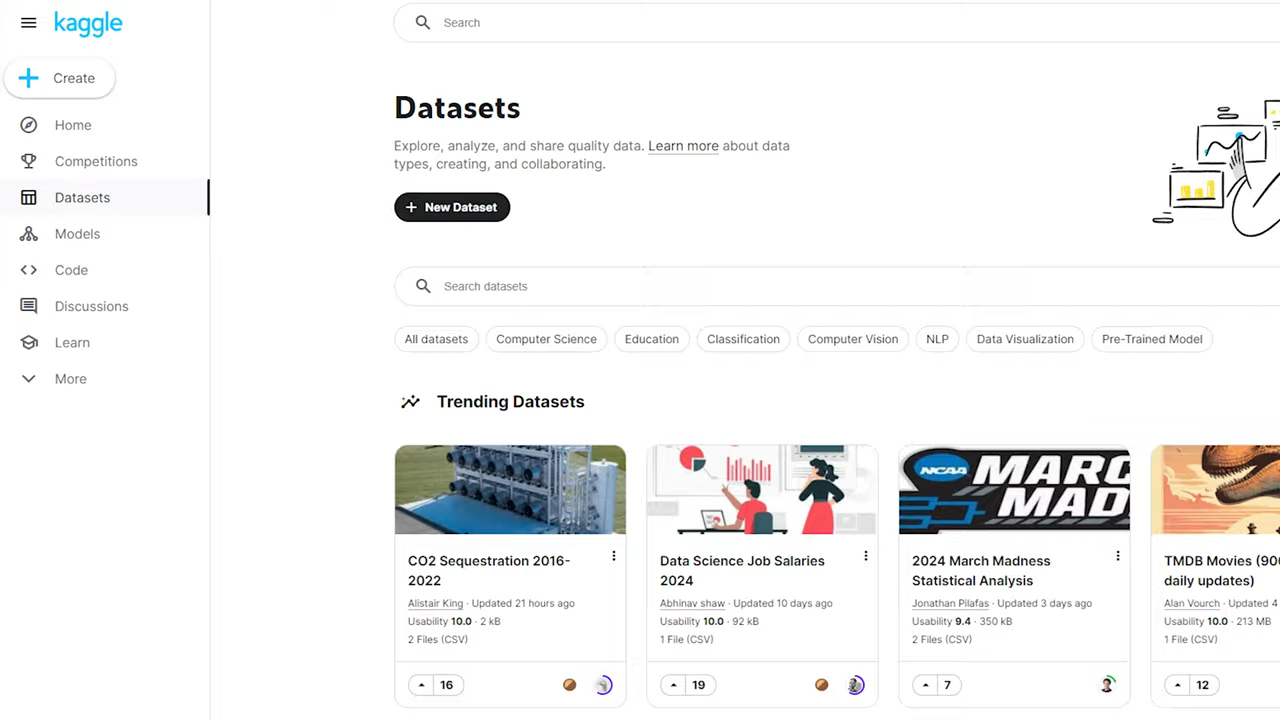 kaggle
Search
Create
Home
Competitions
Datasets
Models
Code
Discussions
Learn
More
Datasets
Explore, analyze, and share quality data. Learn more about data
types, creating, and collaborating.
+ New Dataset
Search datasets
All datasets
Computer Science
Education
Classification
Computer Vision
NLP
Data Visualization
Pre-Trained Model
Trending Datasets
CO2 Sequestration 2016-
2022
Alistair King · Updated 21 hours ago
Usability 10.0 · 2 kB
2 Files (CSV)
16
Data Science Job Salaries
2024
Abhinav shaw · Updated 10 days ago
Usability 10.0 · 92 kB
1 File (CSV)
19
NCAA
MARC
MAD
2024 March Madness
Statistical Analysis
Jonathan Pilafas · Updated 3 days ago
Usability 9.4 · 350 kB
2 Files (CSV)
7
TMDB Movies (90
daily updates)
Alan Vourch · Updated 4
Usability 10.0 · 213 MB
1 File (CSV)
12